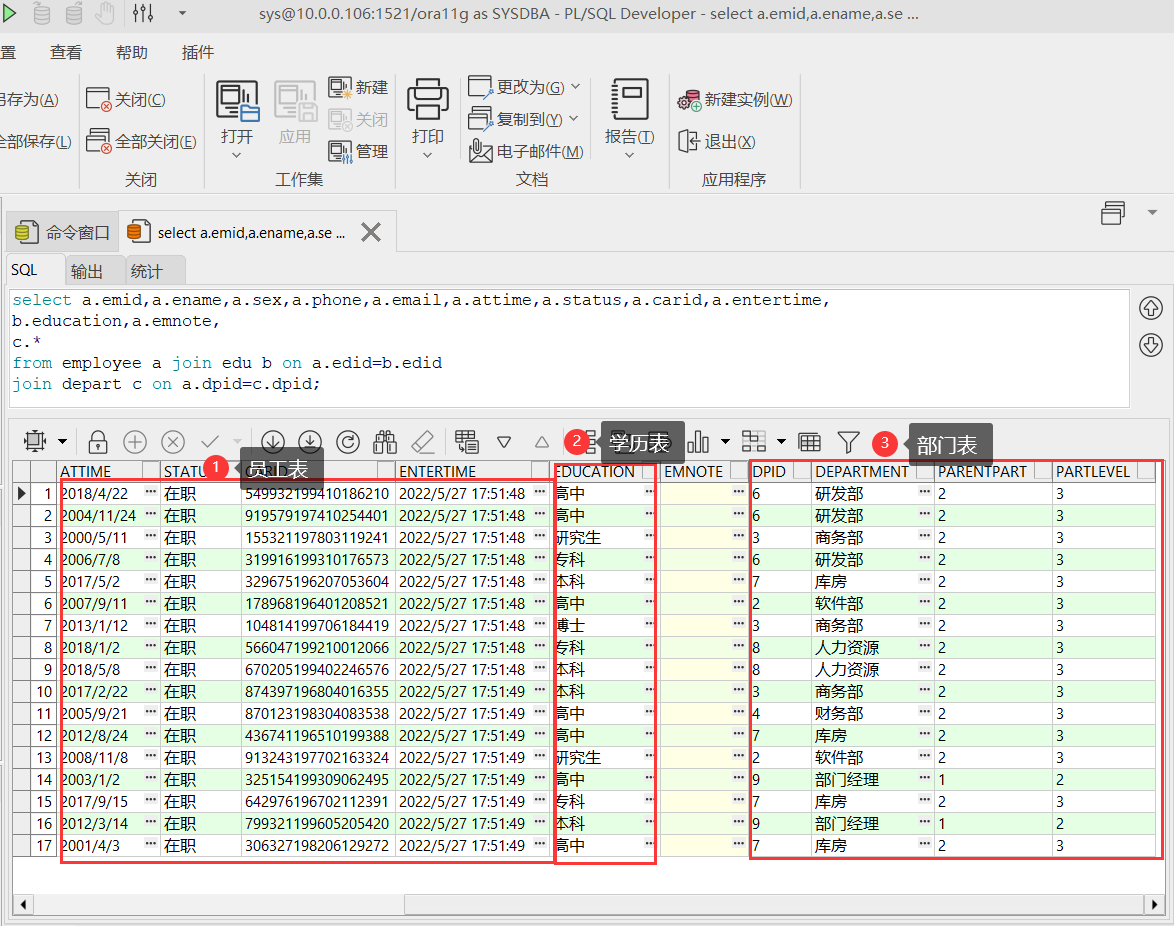 sys@10.0.0.106:1521/ora11g as SYSDBA - PL/SQL Developer - select a.emid,a.ename,a.se ...
置 查看 帮助 插件
另存为(A) 关闭(C) 打开 应用 新建 关闭 管理 打印 更改为(G) 复制到(Y) 电子邮件(M) 报告(T) 新建实例(W)
全部保存(L) 全部关闭(E) 退出(X)
关闭 工作集 文档 应用程序
命令窗口 select a.emid,a.ename,a.se ...
SQL 输出 统计
select a.emid,a.ename,a.sex,a.phone,a.email,a.attime,a.status,a.carid,a.entertime,
b.education,a.emnote,
c.*
from employee a join edu b on a.edid=b.edid
join depart c on a.dpid=c.dpid;
2 学历表 3 部门表
1 员工表
ATTIME STATU ENTERTIME EDUCATION EMNOTE DPID DEPARTMENT PARENTPART PARTLEVEL
1 2018/4/22 ··· 在职 549932199410186210 2022/5/27 17:51:48 ··· 高中 ··· ··· 6 研发部 ··· 2 3
2 2004/11/24 ··· 在职 919579197410254401 2022/5/27 17:51:48 ··· 高中 ··· ··· 6 研发部 ··· 2 3
3 2000/5/11 ··· 在职 155321197803119241 2022/5/27 17:51:48 ··· 研究生 ··· ··· 3 商务部 ··· 2 3
4 2006/7/8 ··· 在职 319916199310176573 2022/5/27 17:51:48 ··· 专科 ··· ··· 6 研发部 ··· 2 3
5 2017/5/2 ··· 在职 329675196207053604 2022/5/27 17:51:48 ··· 本科 ··· ··· 7 库房 ··· 2 3
6 2007/9/11 ··· 在职 178968196401208521 2022/5/27 17:51:48 ··· 高中 ··· ··· 2 软件部 ··· 2 3
7 2013/1/12 ··· 在职 104814199706184419 2022/5/27 17:51:48 ··· 博士 ··· ··· 3 商务部 ··· 2 3
8 2018/1/2 ··· 在职 566047199210012066 2022/5/27 17:51:48 ··· 专科 ··· ··· 8 人力资源 ··· 2 3
9 2018/5/8 ··· 在职 670205199402246576 2022/5/27 17:51:48 ··· 本科 ··· ··· 8 人力资源 ··· 2 3
10 2017/2/22 ··· 在职 874397196804016355 2022/5/27 17:51:49 ··· 本科 ··· ··· 3 商务部 ··· 2 3
11 2005/9/21 ··· 在职 870123198304083538 2022/5/27 17:51:49 ··· 高中 ··· ··· 4 财务部 ··· 2 3
12 2012/8/24 ··· 在职 436741196510199388 2022/5/27 17:51:49 ··· 高中 ··· ··· 7 库房 ··· 2 3
13 2008/11/8 ··· 在职 913243197702163324 2022/5/27 17:51:49 ··· 研究生 ··· ··· 2 软件部 ··· 2 3
14 2003/1/2 ··· 在职 325154199309062495 2022/5/27 17:51:49 ··· 高中 ··· ··· 9 部门经理 ··· 1 2
15 2017/9/15 ··· 在职 642976196702112391 2022/5/27 17:51:49 ··· 专科 ··· ··· 7 库房 ··· 2 3
16 2012/3/14 ··· 在职 799321199605205420 2022/5/27 17:51:49 ··· 本科 ··· ··· 9 部门经理 ··· 1 2
17 2001/4/3 ··· 在职 306327198206129272 2022/5/27 17:51:49 ··· 高中 ··· ··· 7 库房 ··· 2 3